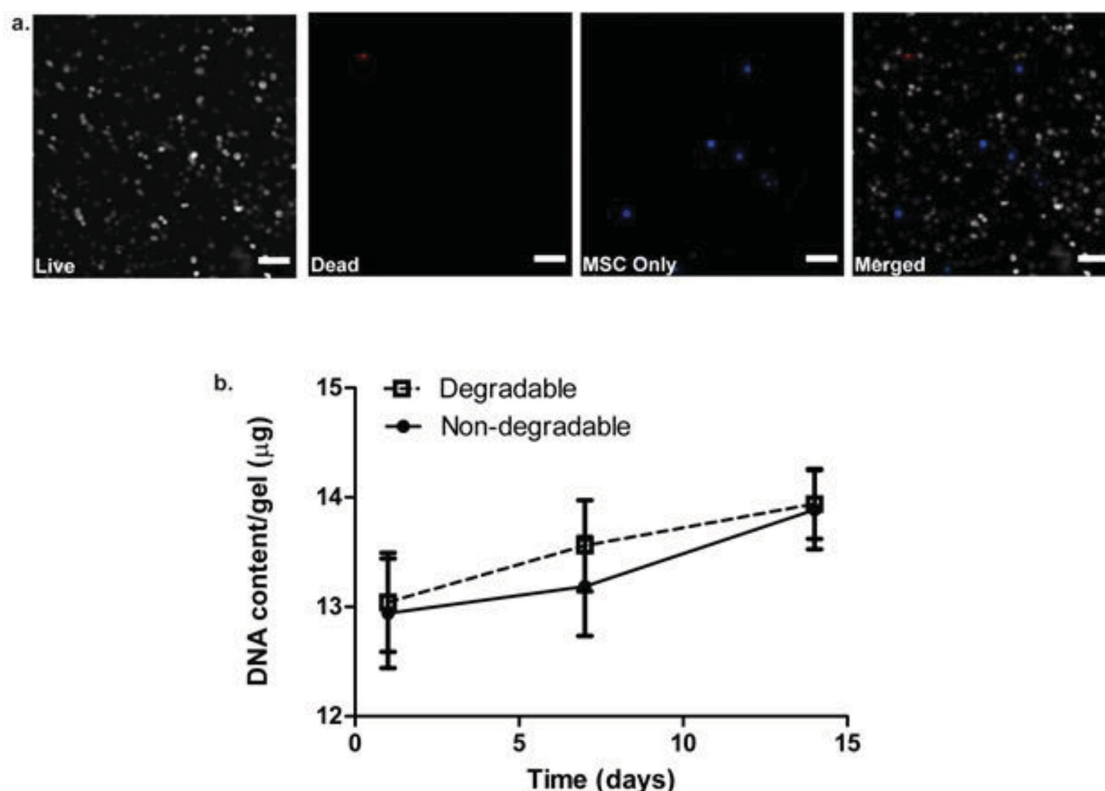 a.
Live
Dead
MSC Only
Merged
b.
Degradable
Non-degradable
DNA content/gel (μg)
15
14
13
12
0
5
10
15
Time (days)